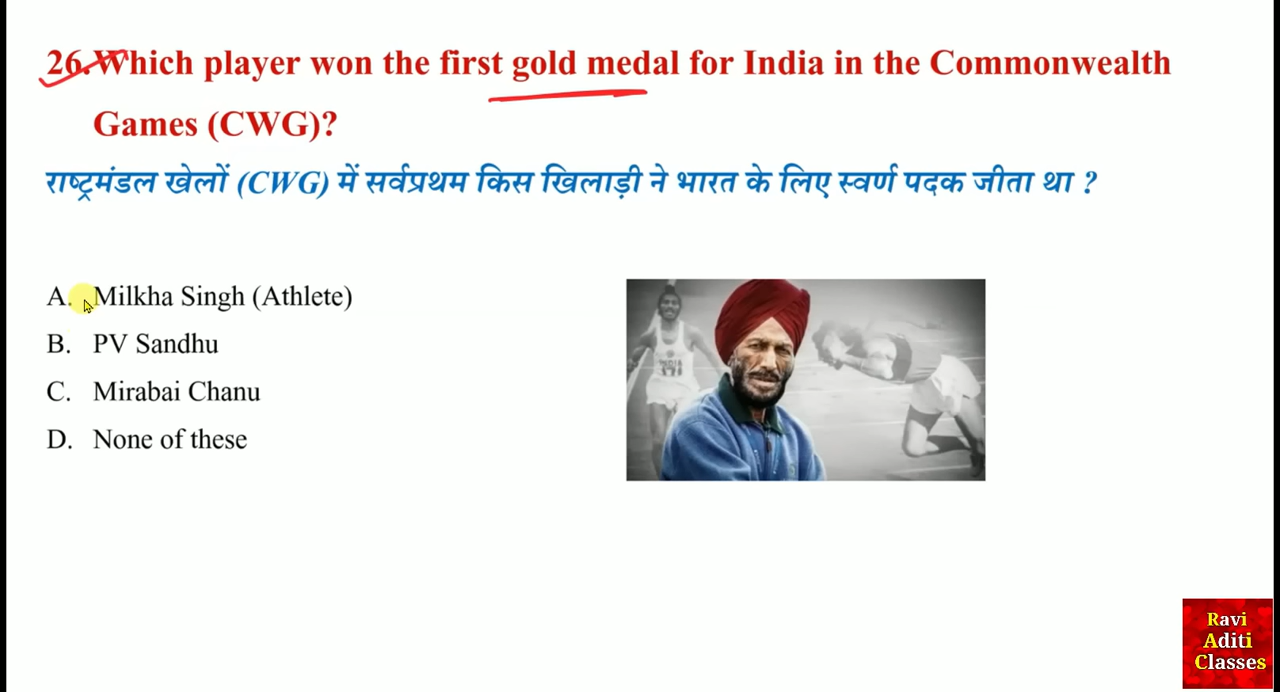 26. Which player won the first gold medal for India in the Commonwealth
Games (CWG)?
राष्ट्रमंडल खेलों (CWG) में सर्वप्रथम किस खिलाड़ी ने भारत के लिए स्वर्ण पदक जीता था ?
A. Milkha Singh (Athlete)
B. PV Sandhu
C. Mirabai Chanu
D. None of these
Ravi
Aditi
Classes